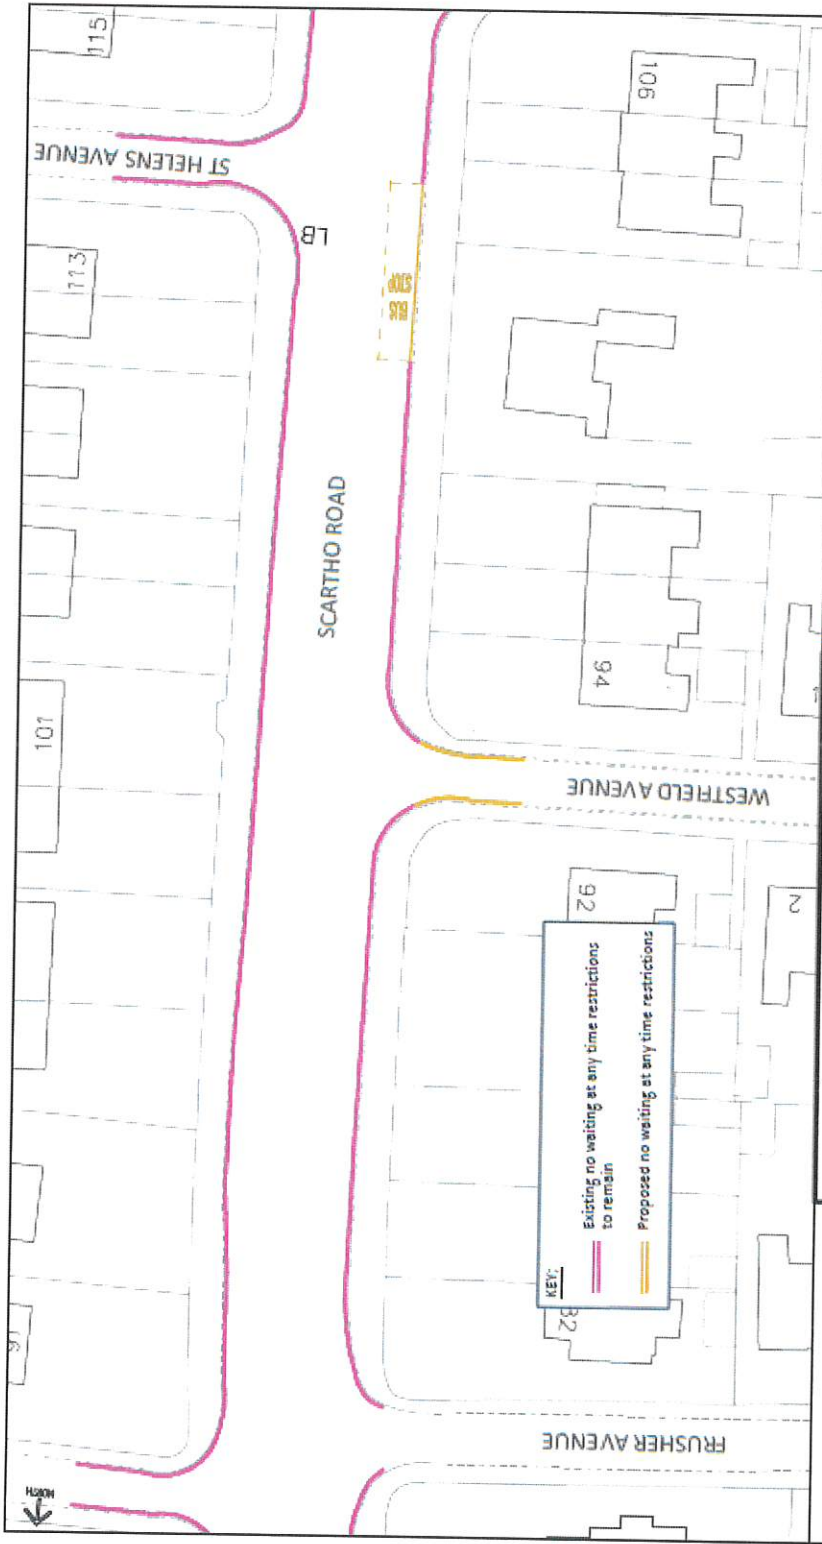 115
ST HELENS AVENUE
106
LB
113
BUS
STOP
SCARTHO ROAD
94
101
WESTFIELD AVENUE
92
2
KEY:
Existing no waiting at any time restrictions
to remain
Proposed no waiting at any time restrictions
FRUSHER AVENUE
NORTH